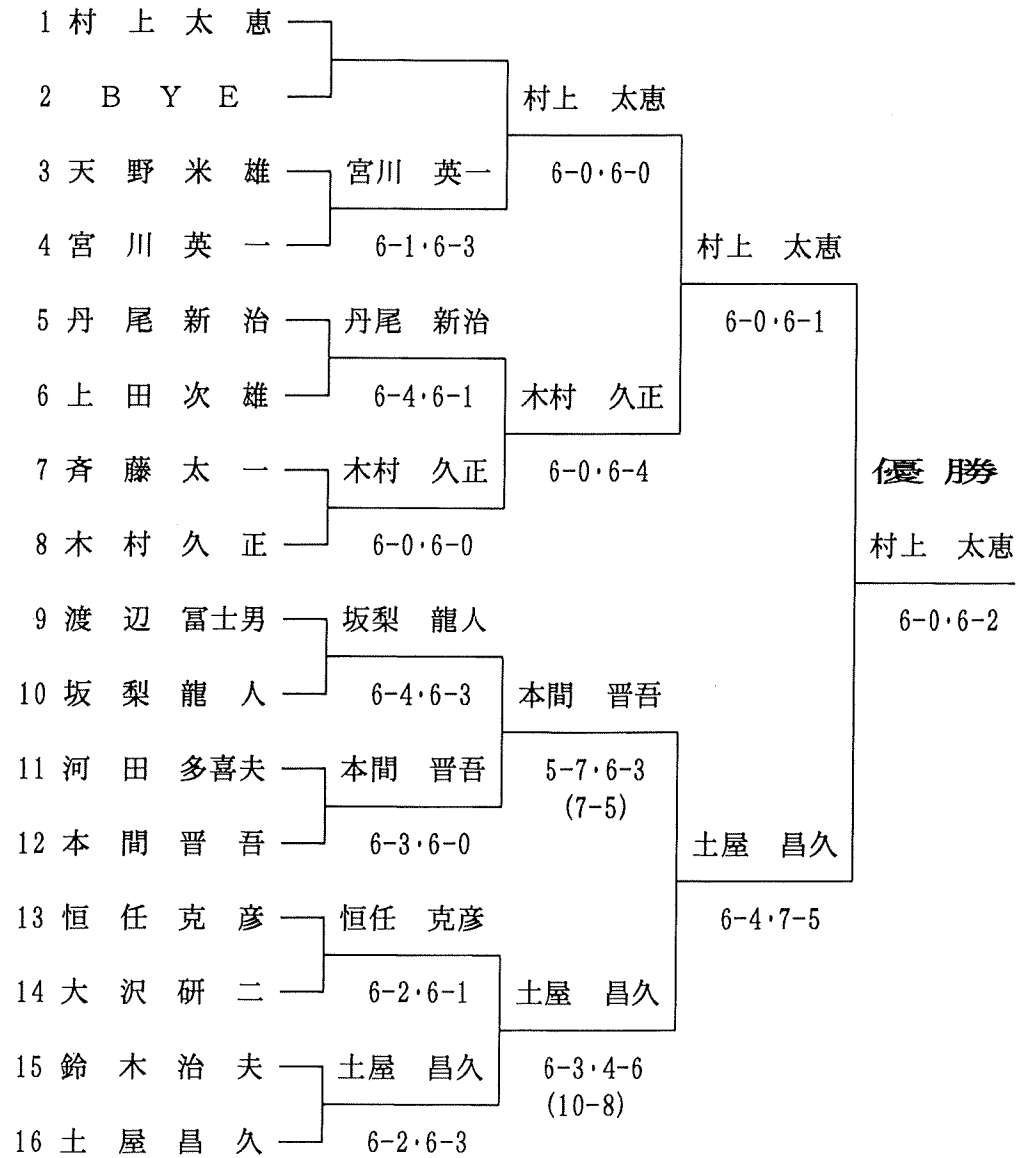 1 村上太恵
2 BYE 村上 太恵
3 天野米雄 宮川 英一 6-0・6-0
4 宮川英一 6-1・6-3 村上 太恵
5 丹尾新治 丹尾 新治 6-0・6-1
6 上田次雄 6-4・6-1 木村 久正
7 斉藤太一 木村 久正 6-0・6-4 優勝
8 木村久正 6-0・6-0 村上 太恵
9 渡辺冨士男 坂梨 龍人 6-0・6-2
10 坂梨龍人 6-4・6-3 本間 晋吾
11 河田多喜夫 本間 晋吾 5-7・6-3
(7-5)
12 本間晋吾 6-3・6-0 土屋 昌久
13 恒任克彦 恒任 克彦 6-4・7-5
14 大沢研二 6-2・6-1 土屋 昌久
15 鈴木治夫 土屋 昌久 6-3・4-6
(10-8)
16 土屋昌久 6-2・6-3